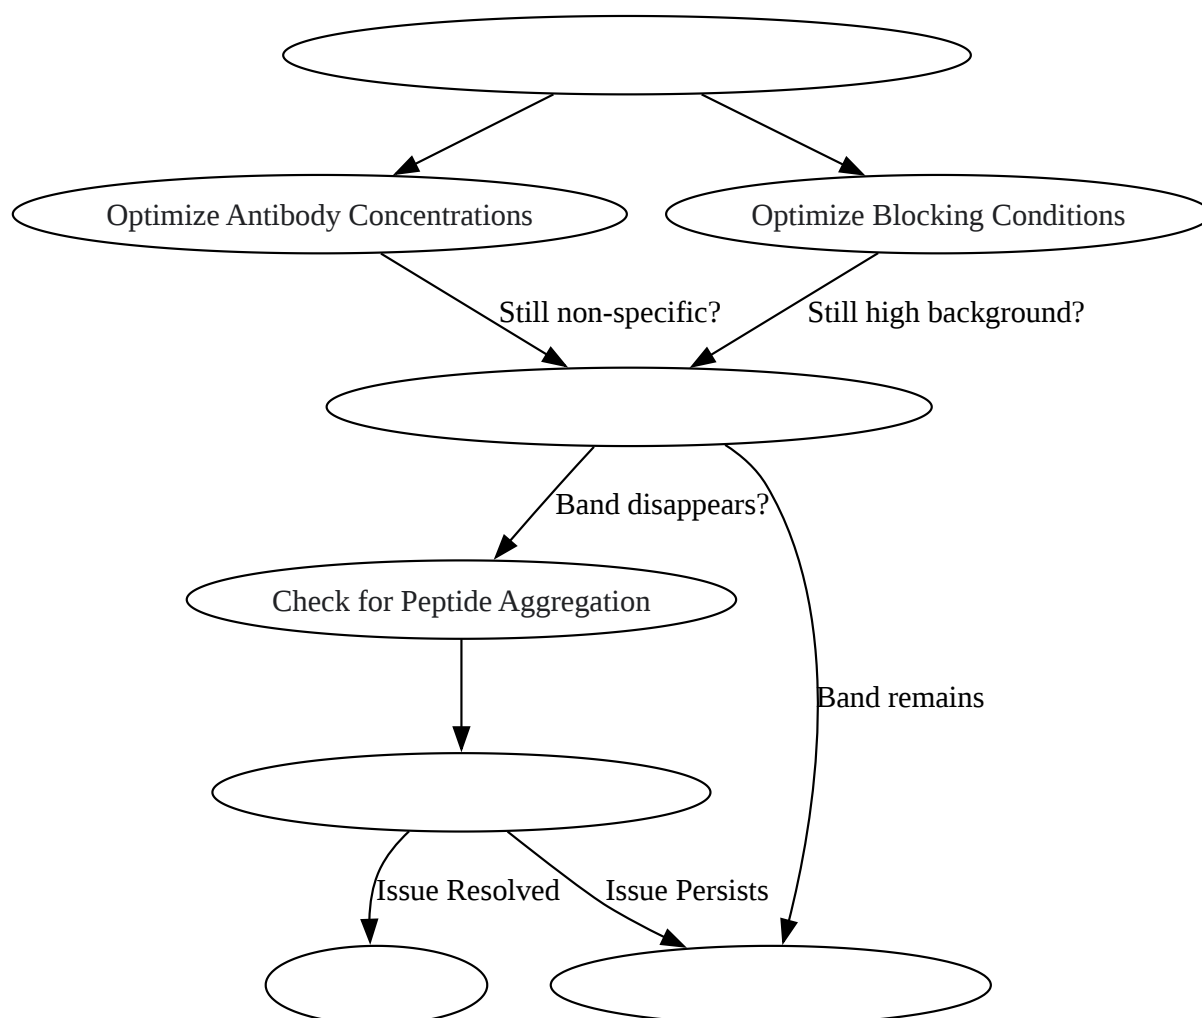 Optimize Antibody Concentrations
Optimize Blocking Conditions
Still non-specific?
Still high background?
Band disappears?
Check for Peptide Aggregation
Band remains
Issue Resolved
Issue Persists